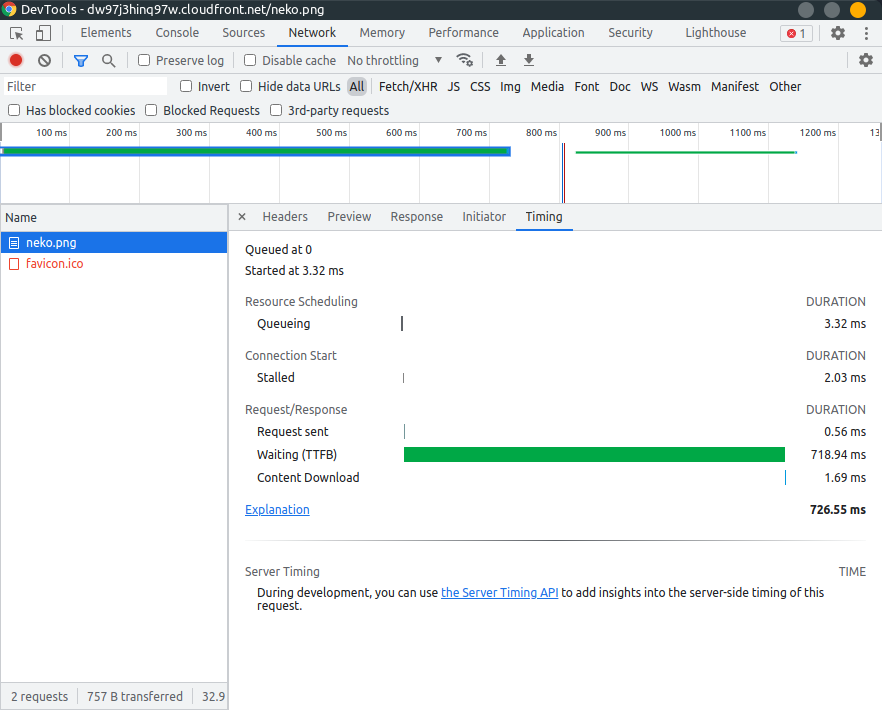 DevTools - dw97j3hinq97w.cloudfront.net/neko.png
Elements Console Sources Network Memory Performance Application Security Lighthouse 1
Preserve log Disable cache No throttling
Filter Invert Hide data URLs All Fetch/XHR JS CSS Img Media Font Doc WS Wasm Manifest Other
Has blocked cookies Blocked Requests 3rd-party requests
100 ms 200 ms 300 ms 400 ms 500 ms 600 ms 700 ms 800 ms 900 ms 1000 ms 1100 ms 1200 ms
Name
neko.png
favicon.ico
2 requests 757 B transferred 32.9
× Headers Preview Response Initiator Timing
Queued at 0
Started at 3.32 ms
Resource Scheduling DURATION
Queueing 3.32 ms
Connection Start DURATION
Stalled 2.03 ms
Request/Response DURATION
Request sent 0.56 ms
Waiting (TTFB) 718.94 ms
Content Download 1.69 ms
Explanation 726.55 ms
Server Timing TIME
During development, you can use the Server Timing API to add insights into the server-side timing of this
request.